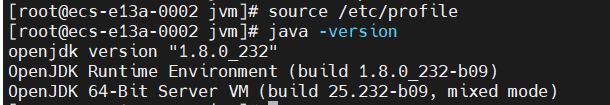 [root@ecs-e13a-0002 jvm]# source /etc/profile
[root@ecs-e13a-0002 jvm]# java -version
openjdk version "1.8.0_232"
OpenJDK Runtime Environment (build 1.8.0_232-b09)
OpenJDK 64-Bit Server VM (build 25.232-b09, mixed mode)